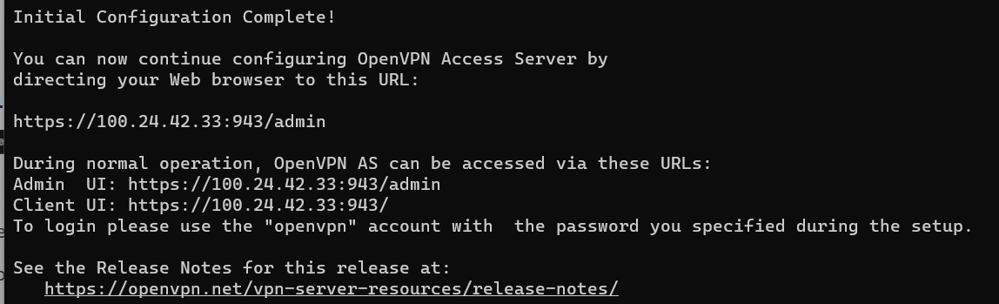 Initial Configuration Complete!
You can now continue configuring OpenVPN Access Server by
directing your Web browser to this URL:
https://100.24.42.33:943/admin
During normal operation, OpenVPN AS can be accessed via these URLs:
Admin  UI: https://100.24.42.33:943/admin
Client UI: https://100.24.42.33:943/
To login please use the "openvpn" account with  the password you specified during the setup.
See the Release Notes for this release at:
https://openvpn.net/vpn-server-resources/release-notes/